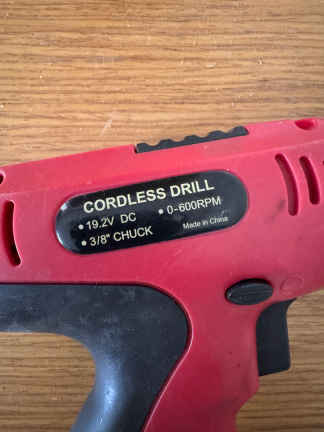 CORDLESS DRILL
• 19.2V DC • 0-600RPM
• 3/8" CHUCK Made in China